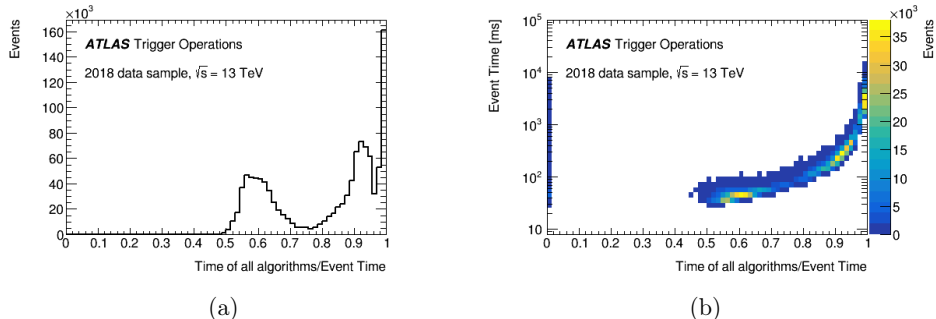 ×10³
Events
160
140
120
100
80
60
40
20
0
ATLAS Trigger Operations
2018 data sample, √s = 13 TeV
0 0.1 0.2 0.3 0.4 0.5 0.6 0.7 0.8 0.9 1
Time of all algorithms/Event Time
(a)
Event Time [ms]
10⁵
10⁴
10³
10²
10
ATLAS Trigger Operations
2018 data sample, √s = 13 TeV
0 0.1 0.2 0.3 0.4 0.5 0.6 0.7 0.8 0.9 1
Time of all algorithms/Event Time
×10³
Events
35
30
25
20
15
10
5
0
(b)